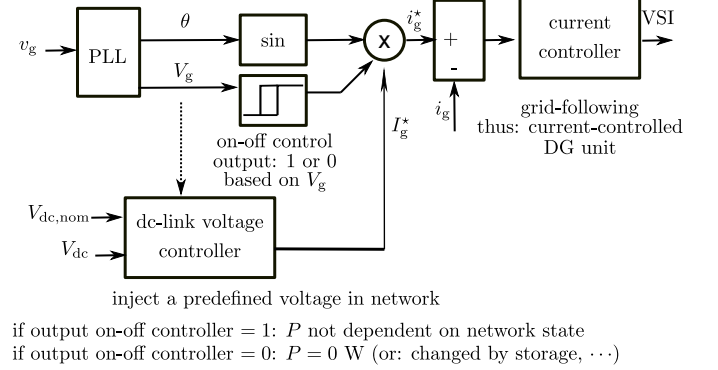 v_g
PLL
θ
V_g
sin
x
i_g^⋆
+
-
i_g
current
controller
VSI
grid-following
thus: current-controlled
DG unit
on-off control
output: 1 or 0
based on V_g
I_g^⋆
V_dc,nom
V_dc
dc-link voltage
controller
inject a predefined voltage in network
if output on-off controller = 1: P not dependent on network state
if output on-off controller = 0: P = 0 W (or: changed by storage, ⋯)